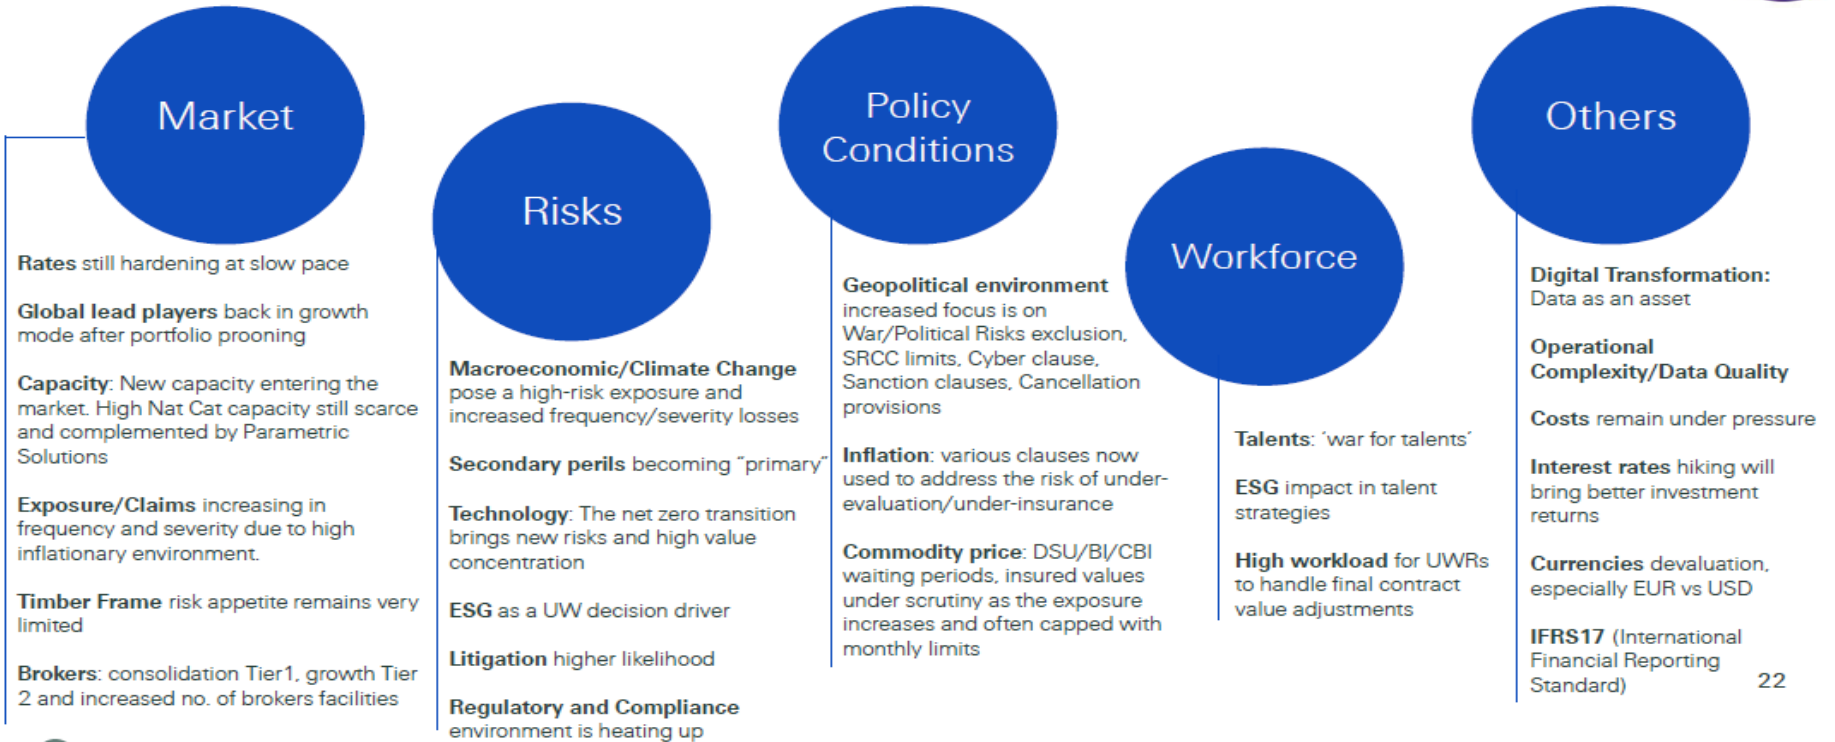 Market
Rates still hardening at slow pace
Global lead players back in growth
mode after portfolio prooning
Capacity: New capacity entering the
market. High Nat Cat capacity still scarce
and complemented by Parametric
Solutions
Exposure/Claims increasing in
frequency and severity due to high
inflationary environment.
Timber Frame risk appetite remains very
limited
Brokers: consolidation Tier1, growth Tier
2 and increased no. of brokers facilities
Risks
Macroeconomic/Climate Change
pose a high-risk exposure and
increased frequency/severity losses
Secondary perils becoming “primary”
Technology: The net zero transition
brings new risks and high value
concentration
ESG as a UW decision driver
Litigation higher likelihood
Regulatory and Compliance
environment is heating up
Policy
Conditions
Geopolitical environment
increased focus is on
War/Political Risks exclusion,
SRCC limits, Cyber clause,
Sanction clauses, Cancellation
provisions
Inflation: various clauses now
used to address the risk of under-
evaluation/under-insurance
Commodity price: DSU/BI/CBI
waiting periods, insured values
under scrutiny as the exposure
increases and often capped with
monthly limits
Workforce
Talents: ´war for talents´
ESG impact in talent
strategies
High workload for UWRs
to handle final contract
value adjustments
Others
Digital Transformation:
Data as an asset
Operational
Complexity/Data Quality
Costs remain under pressure
Interest rates hiking will
bring better investment
returns
Currencies devaluation,
especially EUR vs USD
IFRS17 (International
Financial Reporting
Standard)
22